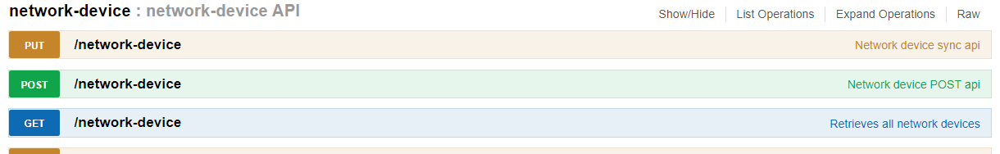 network-device : network-device API Show/Hide List Operations Expand Operations Raw
PUT /network-device Network device sync api
POST /network-device Network device POST api
GET /network-device Retrieves all network devices